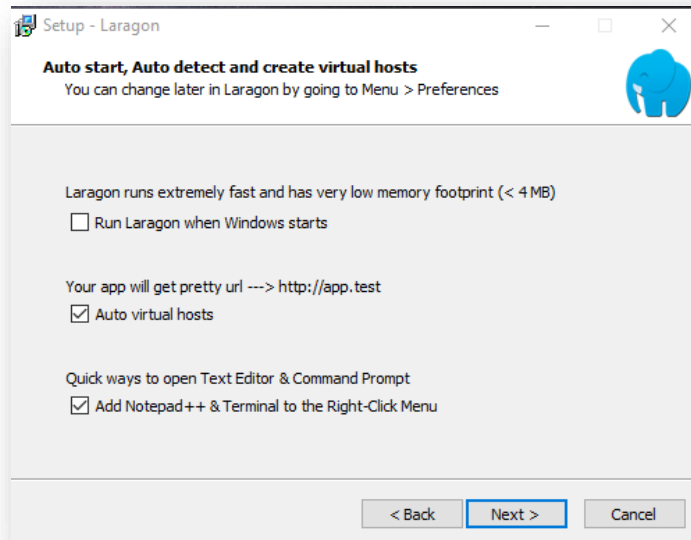 Setup - Laragon
Auto start, Auto detect and create virtual hosts
You can change later in Laragon by going to Menu > Preferences
Laragon runs extremely fast and has very low memory footprint (< 4 MB)
Run Laragon when Windows starts
Your app will get pretty url ---> http://app.test
Auto virtual hosts
Quick ways to open Text Editor & Command Prompt
Add Notepad++ & Terminal to the Right-Click Menu
< Back Next > Cancel